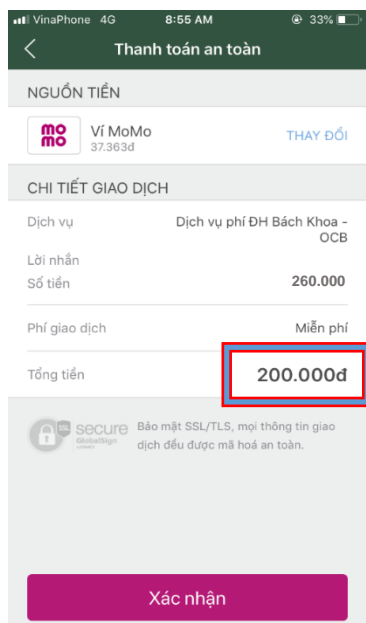 VinaPhone 4G 8:55 AM 33%
Thanh toán an toàn
NGUỒN TIỀN
mo
mo
Ví MoMo
37.363đ
THAY ĐỔI
CHI TIẾT GIAO DỊCH
Dịch vụ
Dịch vụ phí ĐH Bách Khoa -
OCB
Lời nhắn
Số tiền 260.000
Phí giao dịch Miễn phí
Tổng tiền 200.000đ
SSL
secure
GlobalSign
Bảo mật SSL/TLS, mọi thông tin giao
dịch đều được mã hoá an toàn.
Xác nhận